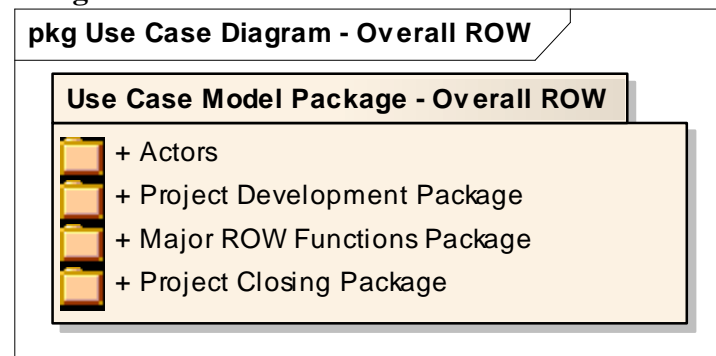 pkg Use Case Diagram - Overall ROW
Use Case Model Package - Overall ROW
+ Actors
+ Project Development Package
+ Major ROW Functions Package
+ Project Closing Package